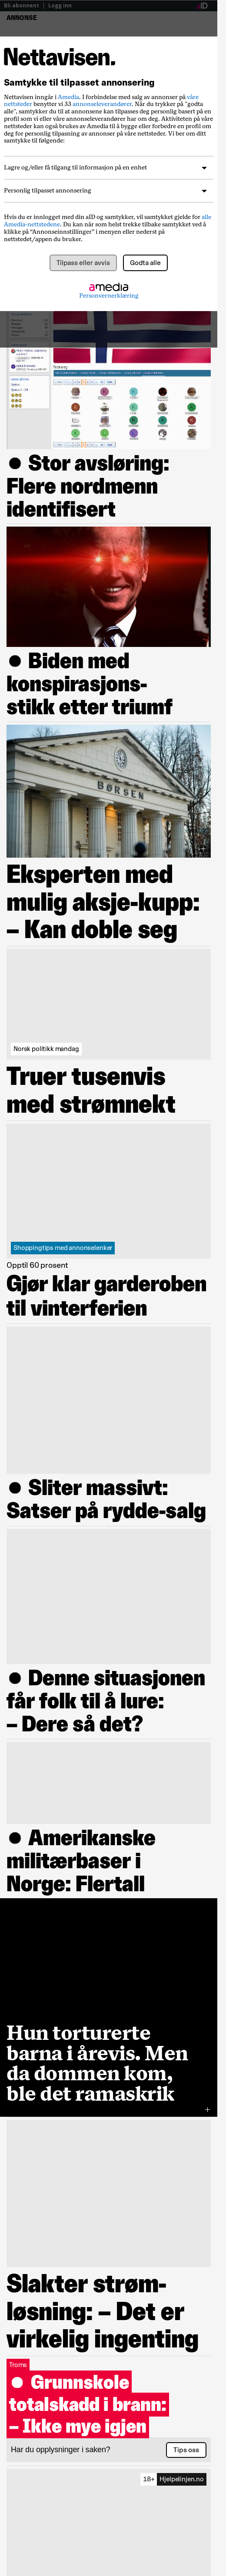 Bli abonnent | Logg inn
aID
ANNONSE
Nettavisen.
Samtykke til tilpasset annonsering
Nettavisen inngår i Amedia. I forbindelse med salg av annonser på våre
nettsteder benytter vi 33 annonseleverandører. Når du trykker på "godta
alle", samtykker du til at annonsene kan tilpasses deg personlig basert på en
profil om din bruk av våre og annonseleverandørene sine
profil som vi eller våre annonseleverandører har om deg. Aktiviteten på våre
nettsteder kan også brukes av Amedia til å bygge eller forbedre en profil om
deg for personlig tilpasning av annonser på våre nettsteder. Vi ber om ditt
samtykke til følgende:
Lagre og/eller få tilgang til informasjon på en enhet
Personlig tilpasset annonsering
Hvis du er innlogget med din aID og samtykker, vil samtykket gjelde for alle
Amedia-nettstedene. Du kan når som helst trekke tilbake samtykket ved å
klikke på “Annonseinnstillinger” i menyen eller nederst på
nettstedet/appen du bruker.
Tilpass eller avvis
Godta alle
amedia
Personvernerklæring
Stor avsløring:
Flere nordmenn
identifisert
Biden med
konspirasjons-
stikk etter triumf
BØRSEN
Eksperten med
mulig aksje-kupp:
– Kan doble seg
Norsk politikk mandag
Truer tusenvis
med strømnekt
Shoppingtips med annonselenker
Opptil 60 prosent
Gjør klar garderoben
til vinterferien
Sliter massivt:
Satser på rydde-salg
Denne situasjonen
får folk til å lure:
– Dere så det?
Amerikanske
militærbaser i
Norge: Flertall
Hun torturerte
barna i årevis. Men
da dommen kom,
ble det ramaskrik
Slakter strøm-
løsning: – Det er
virkelig ingenting
Troms
Grunnskole
totalskadd i brann:
– Ikke mye igjen
Har du opplysninger i saken?
Tips oss
18+ Hjelpelinjen.no